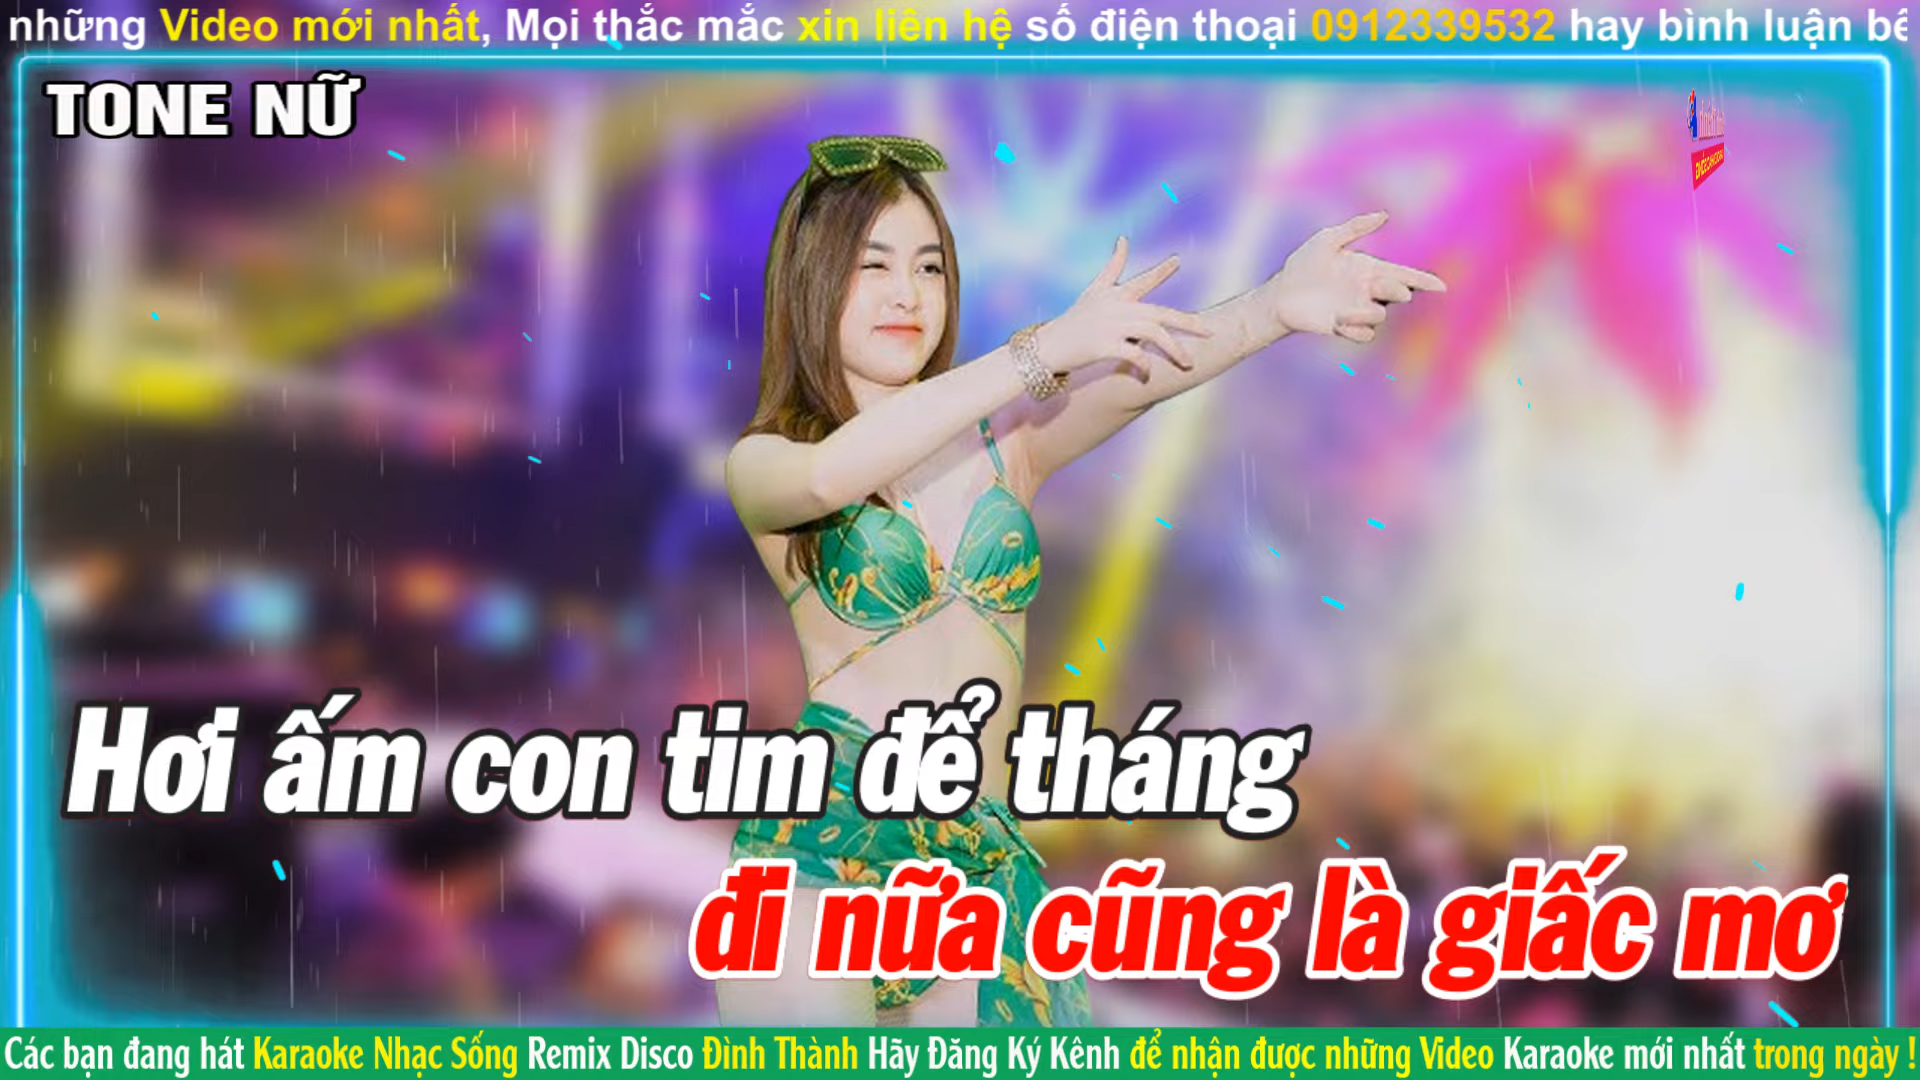 những Video mới nhất, Mọi thắc mắc xin liên hệ số điện thoại 0912339532 hay bình luận bê
TONE NỮ
Hơi ấm con tim để tháng
đi nữa cũng là giấc mơ
Các bạn đang hát Karaoke Nhạc Sống Remix Disco Đình Thành Hãy Đăng Ký Kênh để nhận được những Video Karaoke mới nhất trong ngày !